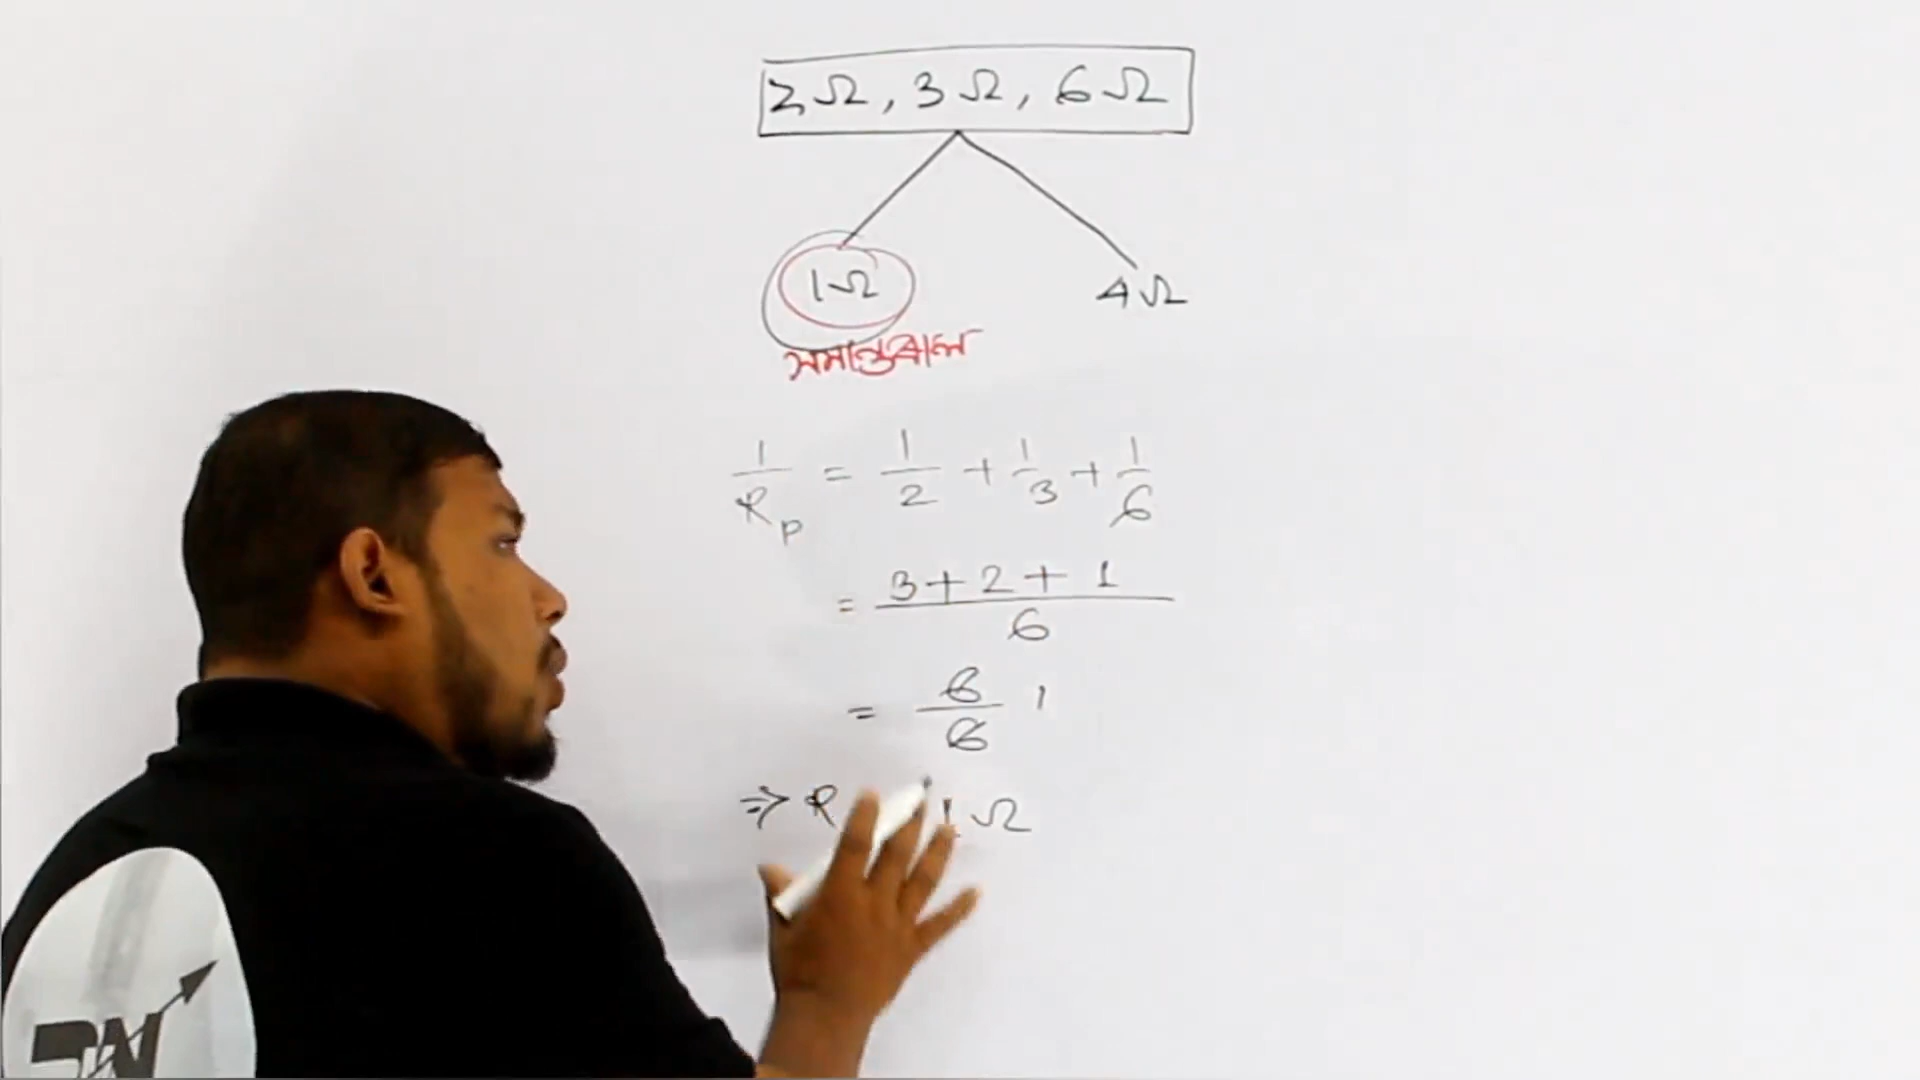 2Ω, 3Ω, 6Ω
1Ω 4Ω
সমান্তরাল
1/R_p = 1/2 + 1/3 + 1/6
= 3+2+1/6
= 6/6 1
⇒ R 1Ω